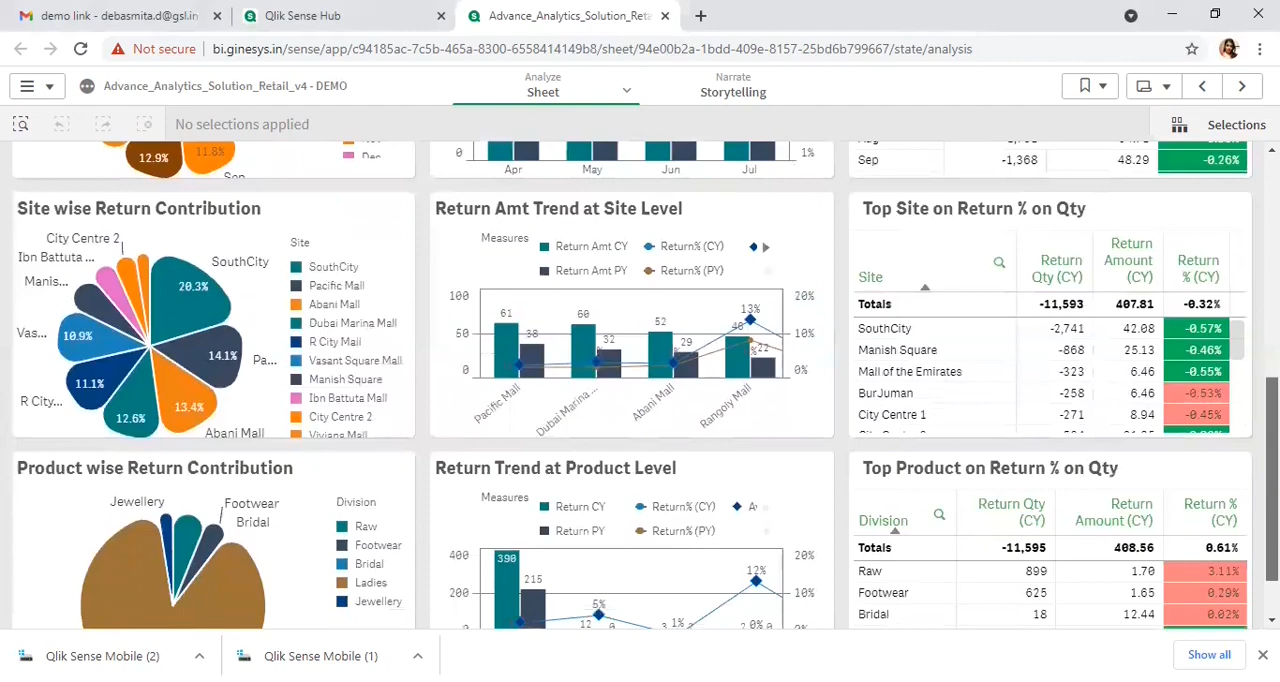 demo link - debasmita.d@gsl.in
Qlik Sense Hub
Advance_Analytics_Solution_Reta
Not secure
bi.ginesys.in/sense/app/c94185ac-7c5b-465a-8300-6558414149b8/sheet/94e00b2a-1bdd-409e-8157-25bd6b799667/state/analysis
Advance_Analytics_Solution_Retail_v4 - DEMO
Analyze
Sheet
Narrate
Storytelling
No selections applied
Selections
12.9%
11.8%
Sep
Dec
0
Apr
May
Jun
Jul
1%
Sep
-1,368
48.29
-0.26%
Site wise Return Contribution
City Centre 2
Ibn Battuta ...
Manis...
Vas...
R City...
SouthCity
Pa...
Abani Mall
20.3%
14.1%
13.4%
12.6%
11.1%
10.9%
Site
SouthCity
Pacific Mall
Abani Mall
Dubai Marina Mall
R City Mall
Vasant Square Mall
Manish Square
Ibn Battuta Mall
City Centre 2
Viviana Mall
Return Amt Trend at Site Level
Measures
Return Amt CY
Return% (CY)
Return Amt PY
Return% (PY)
100
50
0
61
38
60
32
52
29
22
13%
20%
10%
0%
Pacific Mall
Dubai Marina ...
Abani Mall
Rangoly Mall
Top Site on Return % on Qty
Site
Return Qty (CY)
Return Amount (CY)
Return % (CY)
Totals -11,593 407.81 -0.32%
SouthCity -2,741 42.08 -0.57%
Manish Square -868 25.13 -0.46%
Mall of the Emirates -323 6.46 -0.55%
BurJuman -258 6.46 -0.53%
City Centre 1 -271 8.94 -0.45%
Product wise Return Contribution
Jewellery
Footwear
Bridal
Division
Raw
Footwear
Bridal
Ladies
Jewellery
Return Trend at Product Level
Measures
Return CY
Return% (CY)
Return PY
Return% (PY)
400
200
390
215
5%
12
12%
20%
10%
Top Product on Return % on Qty
Division
Return Qty (CY)
Return Amount (CY)
Return % (CY)
Totals -11,595 408.56 0.61%
Raw 899 1.70 3.11%
Footwear 625 1.65 0.29%
Bridal 18 12.44 0.02%
Qlik Sense Mobile (2)
Qlik Sense Mobile (1)
Show all